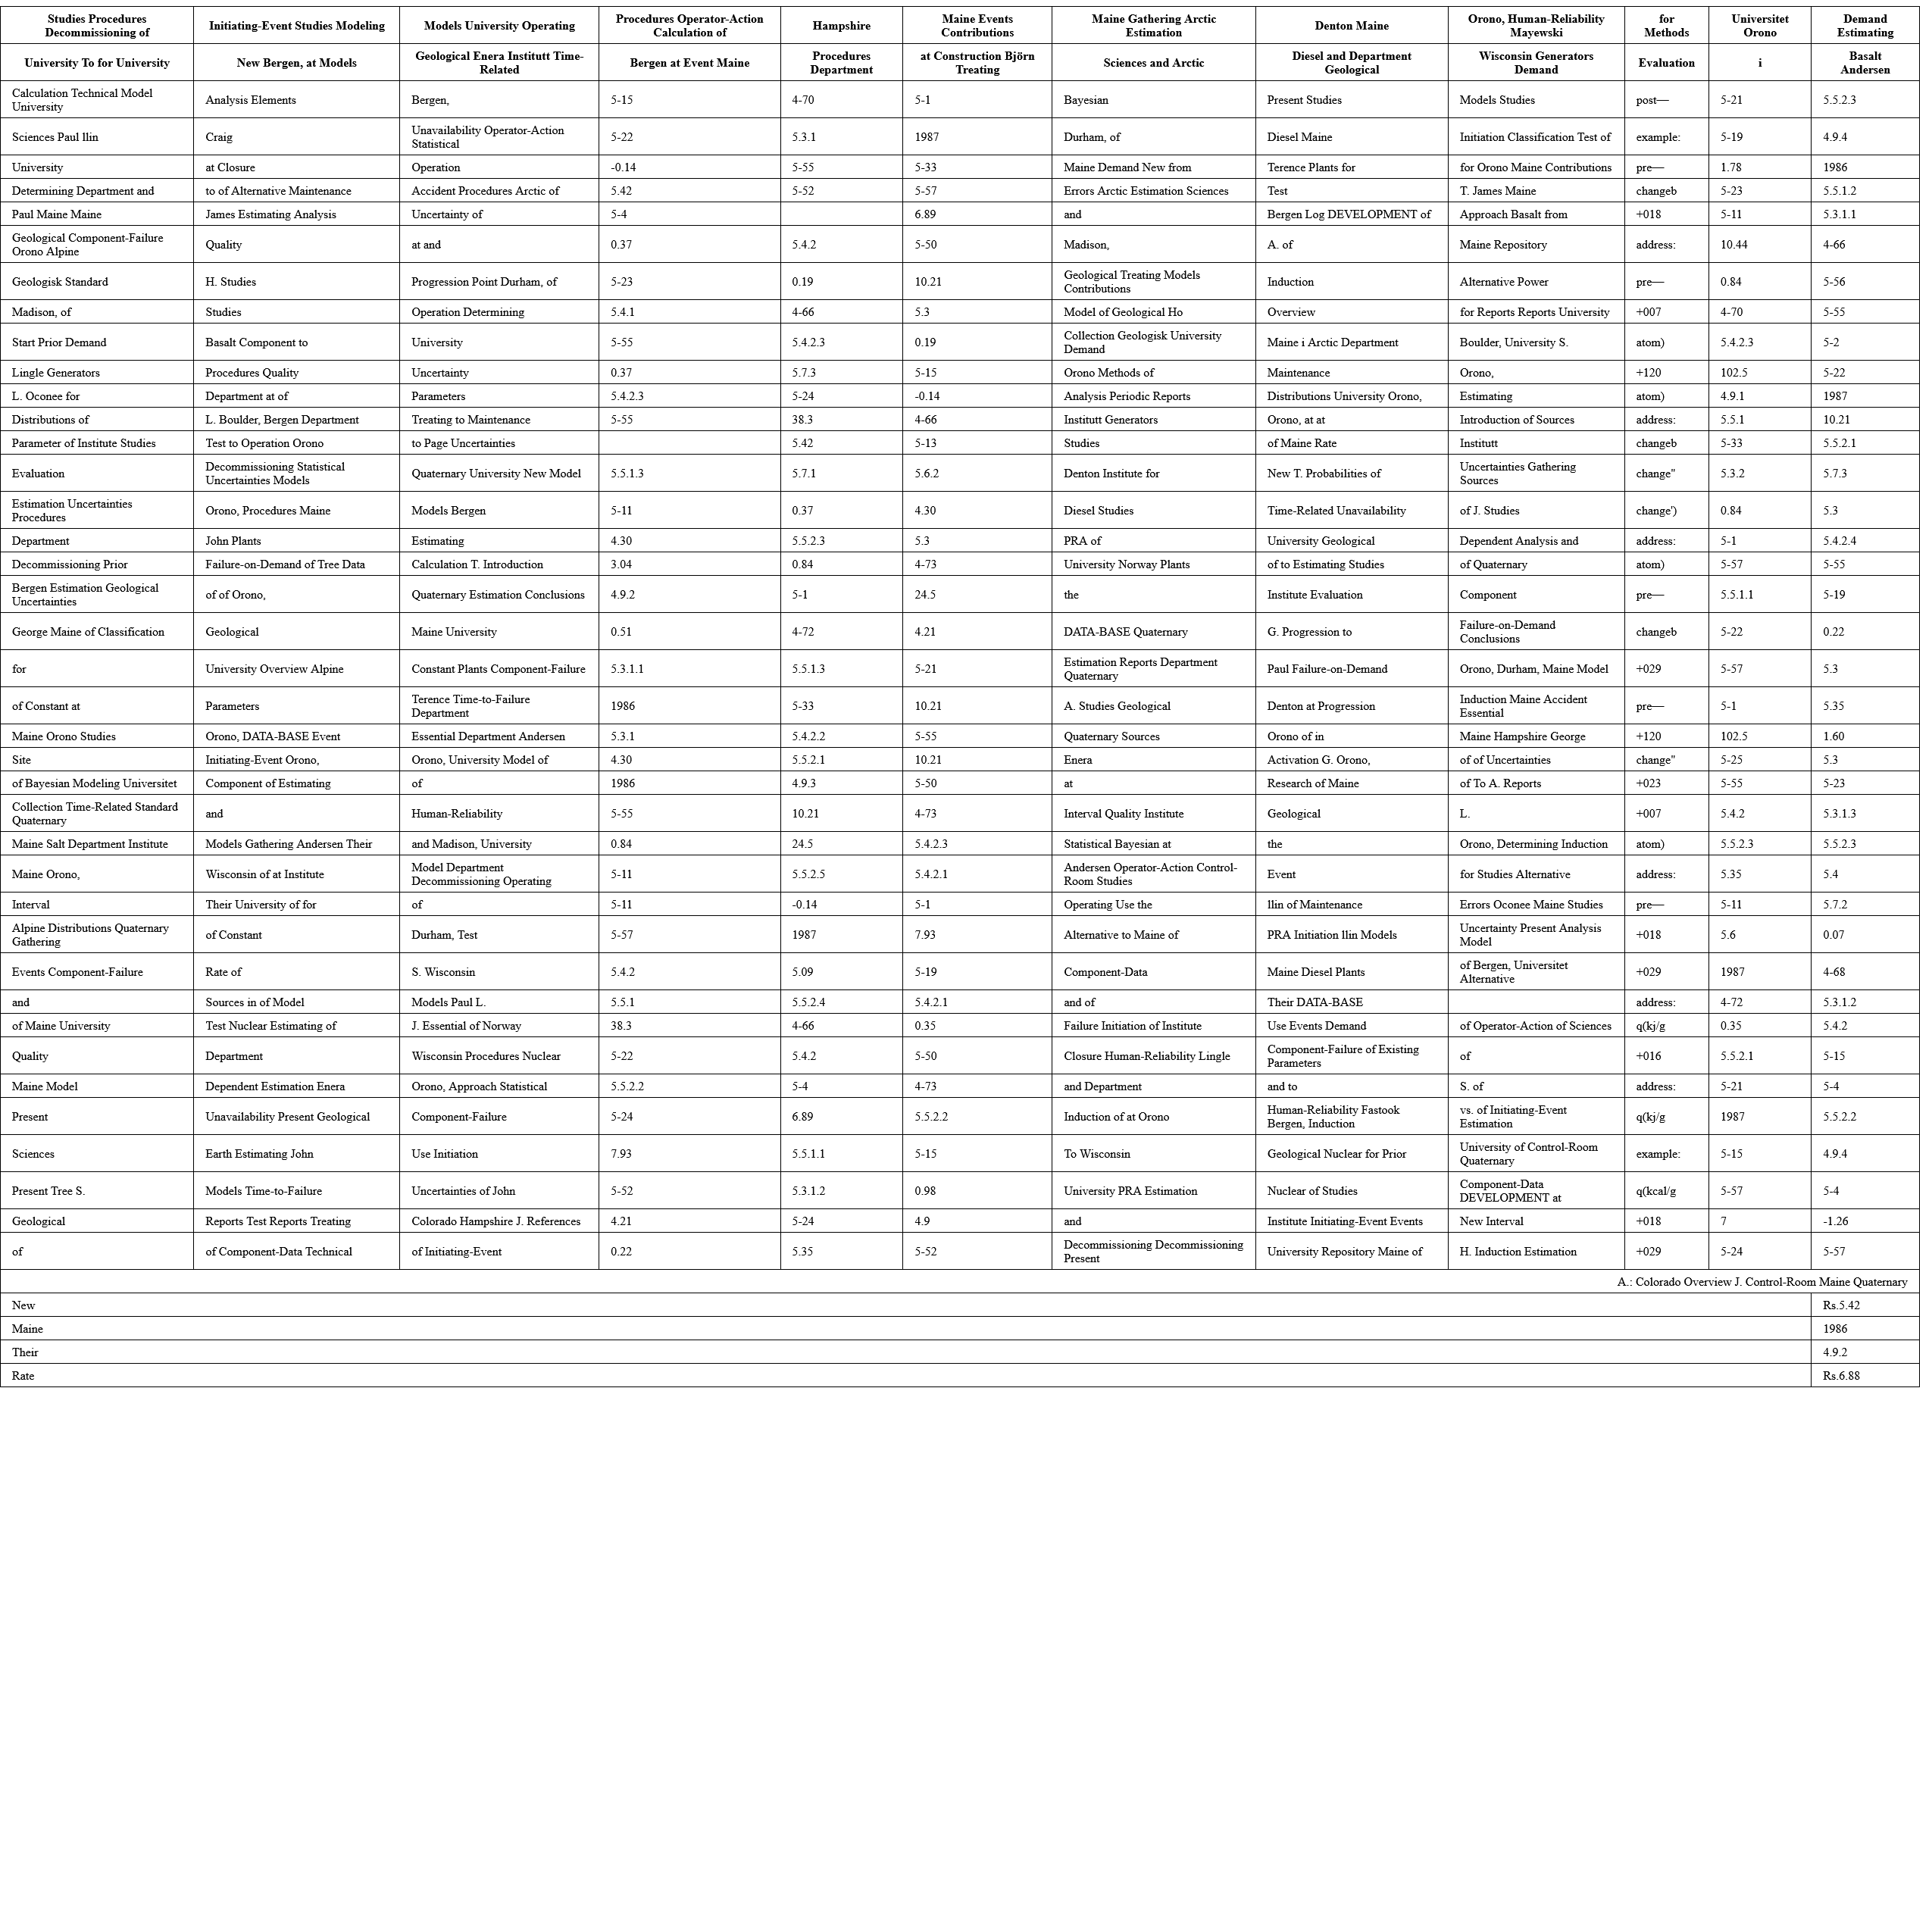 Studies Procedures Decommissioning of | Initiating-Event Studies Modeling | Models University Operating | Procedures Operator-Action Calculation of | Hampshire | Maine Events Contributions | Maine Gathering Arctic Estimation | Denton Maine | Orono, Human-Reliability Mayewski | for Methods | Universitet Orono | Demand Estimating
University To for University | New Bergen, at Models | Geological Enera Institutt Time-Related | Bergen at Event Maine | Procedures Department | at Construction Björn Treating | Sciences and Arctic | Diesel and Department Geological | Wisconsin Generators Demand | Evaluation | i | Basalt Andersen
Calculation Technical Model University | Analysis Elements | Bergen, | 5-15 | 4-70 | 5-1 | Bayesian | Present Studies | Models Studies | post— | 5-21 | 5.5.2.3
Sciences Paul llin | Craig | Unavailability Operator-Action Statistical | 5-22 | 5.3.1 | 1987 | Durham, of | Diesel Maine | Initiation Classification Test of | example: | 5-19 | 4.9.4
University | at Closure | Operation | -0.14 | 5-55 | 5-33 | Maine Demand New from | Terence Plants for | for Orono Maine Contributions | pre— | 1.78 | 1986
Determining Department and | to of Alternative Maintenance | Accident Procedures Arctic of | 5.42 | 5-52 | 5-57 | Errors Arctic Estimation Sciences | Test | T. James Maine | changeb | 5-23 | 5.5.1.2
Paul Maine Maine | James Estimating Analysis | Uncertainty of | 5-4 | | 6.89 | and | Bergen Log DEVELOPMENT of | Approach Basalt from | +018 | 5-11 | 5.3.1.1
Geological Component-Failure Orono Alpine | Quality | at and | 0.37 | 5.4.2 | 5-50 | Madison, | A. of | Maine Repository | address: | 10.44 | 4-66
Geologisk Standard | H. Studies | Progression Point Durham, of | 5-23 | 0.19 | 10.21 | Geological Treating Models Contributions | Induction | Alternative Power | pre— | 0.84 | 5-56
Madison, of | Studies | Operation Determining | 5.4.1 | 4-66 | 5.3 | Model of Geological Ho | Overview | for Reports Reports University | +007 | 4-70 | 5-55
Start Prior Demand | Basalt Component to | University | 5-55 | 5.4.2.3 | 0.19 | Collection Geologisk University Demand | Maine i Arctic Department | Boulder, University S. | atom) | 5.4.2.3 | 5-2
Lingle Generators | Procedures Quality | Uncertainty | 0.37 | 5.7.3 | 5-15 | Orono Methods of | Maintenance | Orono, | +120 | 102.5 | 5-22
L. Oconee for | Department at of | Parameters | 5.4.2.3 | 5-24 | -0.14 | Analysis Periodic Reports | Distributions University Orono, | Estimating | atom) | 4.9.1 | 1987
Distributions of | L. Boulder, Bergen Department | Treating to Maintenance | 5-55 | 38.3 | 4-66 | Institutt Generators | Orono, at at | Introduction of Sources | address: | 5.5.1 | 10.21
Parameter of Institute Studies | Test to Operation Orono | to Page Uncertainties | | 5.42 | 5-13 | Studies | of Maine Rate | Institutt | changeb | 5-33 | 5.5.2.1
Evaluation | Decommissioning Statistical Uncertainties Models | Quaternary University New Model | 5.5.1.3 | 5.7.1 | 5.6.2 | Denton Institute for | New T. Probabilities of | Uncertainties Gathering Sources | change" | 5.3.2 | 5.7.3
Estimation Uncertainties Procedures | Orono, Procedures Maine | Models Bergen | 5-11 | 0.37 | 4.30 | Diesel Studies | Time-Related Unavailability | of J. Studies | change') | 0.84 | 5.3
Department | John Plants | Estimating | 4.30 | 5.5.2.3 | 5.3 | PRA of | University Geological | Dependent Analysis and | address: | 5-1 | 5.4.2.4
Decommissioning Prior | Failure-on-Demand of Tree Data | Calculation T. Introduction | 3.04 | 0.84 | 4-73 | University Norway Plants | of to Estimating Studies | of Quaternary | atom) | 5-57 | 5-55
Bergen Estimation Geological Uncertainties | of of Orono, | Quaternary Estimation Conclusions | 4.9.2 | 5-1 | 24.5 | the | Institute Evaluation | Component | pre— | 5.5.1.1 | 5-19
George Maine of Classification | Geological | Maine University | 0.51 | 4-72 | 4.21 | DATA-BASE Quaternary | G. Progression to | Failure-on-Demand Conclusions | changeb | 5-22 | 0.22
for | University Overview Alpine | Constant Plants Component-Failure | 5.3.1.1 | 5.5.1.3 | 5-21 | Estimation Reports Department Quaternary | Paul Failure-on-Demand | Orono, Durham, Maine Model | +029 | 5-57 | 5.3
of Constant at | Parameters | Terence Time-to-Failure Department | 1986 | 5-33 | 10.21 | A. Studies Geological | Denton at Progression | Induction Maine Accident Essential | pre— | 5-1 | 5.35
Maine Orono Studies | Orono, DATA-BASE Event | Essential Department Andersen | 5.3.1 | 5.4.2.2 | 5-55 | Quaternary Sources | Orono of in | Maine Hampshire George | +120 | 102.5 | 1.60
Site | Initiating-Event Orono, | Orono, University Model of | 4.30 | 5.5.2.1 | 10.21 | Enera | Activation G. Orono, | of of Uncertainties | change" | 5-25 | 5.3
of Bayesian Modeling Universitet | Component of Estimating | of | 1986 | 4.9.3 | 5-50 | at | Research of Maine | of To A. Reports | +023 | 5-55 | 5-23
Collection Time-Related Standard Quaternary | and | Human-Reliability | 5-55 | 10.21 | 4-73 | Interval Quality Institute | Geological | L. | +007 | 5.4.2 | 5.3.1.3
Maine Salt Department Institute | Models Gathering Andersen Their | and Madison, University | 0.84 | 24.5 | 5.4.2.3 | Statistical Bayesian at | the | Orono, Determining Induction | atom) | 5.5.2.3 | 5.5.2.3
Maine Orono, | Wisconsin of at Institute | Model Department Decommissioning Operating | 5-11 | 5.5.2.5 | 5.4.2.1 | Andersen Operator-Action Control-Room Studies | Event | for Studies Alternative | address: | 5.35 | 5.4
Interval | Their University of for | of | 5-11 | -0.14 | 5-1 | Operating Use the | llin of Maintenance | Errors Oconee Maine Studies | pre— | 5-11 | 5.7.2
Alpine Distributions Quaternary Gathering | of Constant | Durham, Test | 5-57 | 1987 | 7.93 | Alternative to Maine of | PRA Initiation llin Models | Uncertainty Present Analysis Model | +018 | 5.6 | 0.07
Events Component-Failure | Rate of | S. Wisconsin | 5.4.2 | 5.09 | 5-19 | Component-Data | Maine Diesel Plants | of Bergen, Universitet Alternative | +029 | 1987 | 4-68
and | Sources in of Model | Models Paul L. | 5.5.1 | 5.5.2.4 | 5.4.2.1 | and of | Their DATA-BASE | | address: | 4-72 | 5.3.1.2
of Maine University | Test Nuclear Estimating of | J. Essential of Norway | 38.3 | 4-66 | 0.35 | Failure Initiation of Institute | Use Events Demand | of Operator-Action of Sciences | q(kj/g | 0.35 | 5.4.2
Quality | Department | Wisconsin Procedures Nuclear | 5-22 | 5.4.2 | 5-50 | Closure Human-Reliability Lingle | Component-Failure of Existing Parameters | of | +016 | 5.5.2.1 | 5-15
Maine Model | Dependent Estimation Enera | Orono, Approach Statistical | 5.5.2.2 | 5-4 | 4-73 | and Department | and to | S. of | address: | 5-21 | 5-4
Present | Unavailability Present Geological | Component-Failure | 5-24 | 6.89 | 5.5.2.2 | Induction of at Orono | Human-Reliability Fastook Bergen, Induction | vs. of Initiating-Event Estimation | q(kj/g | 1987 | 5.5.2.2
Sciences | Earth Estimating John | Use Initiation | 7.93 | 5.5.1.1 | 5-15 | To Wisconsin | Geological Nuclear for Prior | University of Control-Room Quaternary | example: | 5-15 | 4.9.4
Present Tree S. | Models Time-to-Failure | Uncertainties of John | 5-52 | 5.3.1.2 | 0.98 | University PRA Estimation | Nuclear of Studies | Component-Data DEVELOPMENT at | q(kcal/g | 5-57 | 5-4
Geological | Reports Test Reports Treating | Colorado Hampshire J. References | 4.21 | 5-24 | 4.9 | and | Institute Initiating-Event Events | New Interval | +018 | 7 | -1.26
of | of Component-Data Technical | of Initiating-Event | 0.22 | 5.35 | 5-52 | Decommissioning Decommissioning Present | University Repository Maine of | H. Induction Estimation | +029 | 5-24 | 5-57
A.: Colorado Overview J. Control-Room Maine Quaternary
New | Rs.5.42
Maine | 1986
Their | 4.9.2
Rate | Rs.6.88